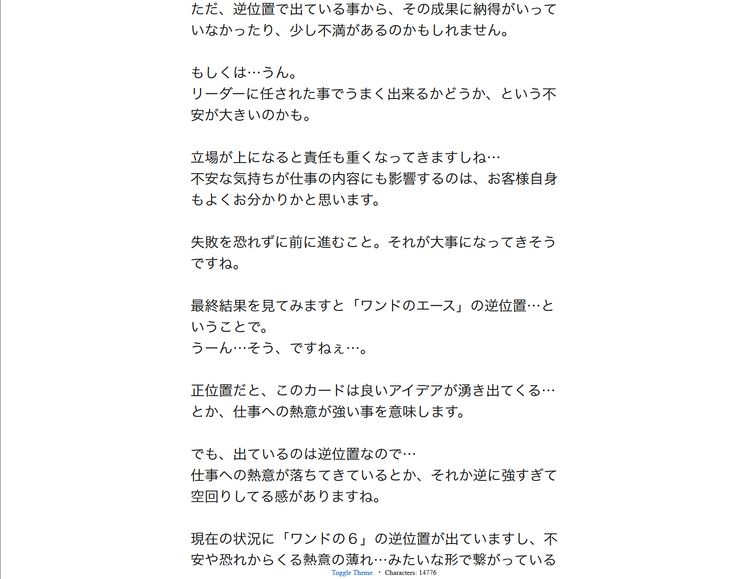 ただ、逆位置で出ている事から、その成果に納得がいって
いなかったり、少し不満があるのかもしれません。
もしくは…うん。
リーダーに任された事でうまく出来るかどうか、という不
安が大きいのかも。
立場が上になると責任も重くなってきますしね…
不安な気持ちが仕事の内容にも影響するのは、お客様自身
もよくお分かりかと思います。
失敗を恐れずに前に進むこと。それが大事になってきそう
ですね。
最終結果を見てみますと「ワンドのエース」の逆位置…と
いうことで。
うーん…そう、ですねぇ…。
正位置だと、このカードは良いアイデアが湧き出てくる…
とか、仕事への熱意が強い事を意味します。
でも、出ているのは逆位置なので…
仕事への熱意が落ちてきているとか、それか逆に強すぎて
空回りしてる感がありますね。
現在の状況に「ワンドの６」の逆位置が出ていますし、不
安や恐れからくる熱意の薄れ…みたいな形で繋がっている
Toggle Theme ・ Characters: 14776